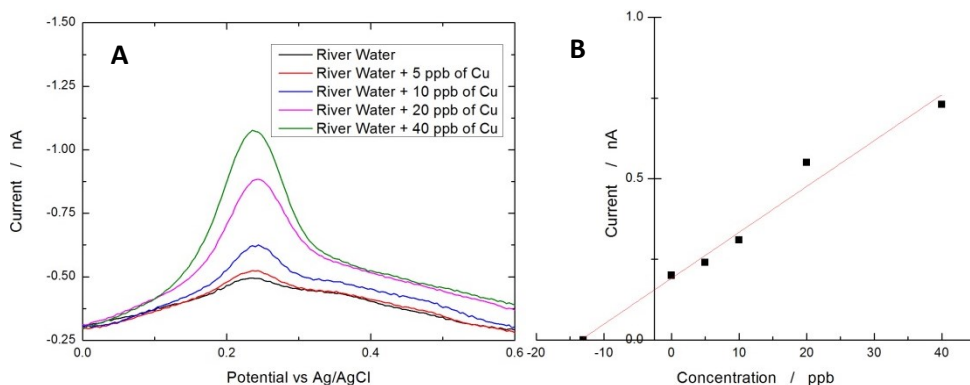 A
River Water
River Water + 5 ppb of Cu
River Water + 10 ppb of Cu
River Water + 20 ppb of Cu
River Water + 40 ppb of Cu
-1.50
-1.25
-1.00
-0.75
-0.50
-0.25
Current / nA
0.0
0.2
0.4
0.6
Potential vs Ag/AgCl
B
1.0
0.5
0.0
Current / nA
-20
-10
0
10
20
30
40
Concentration / ppb